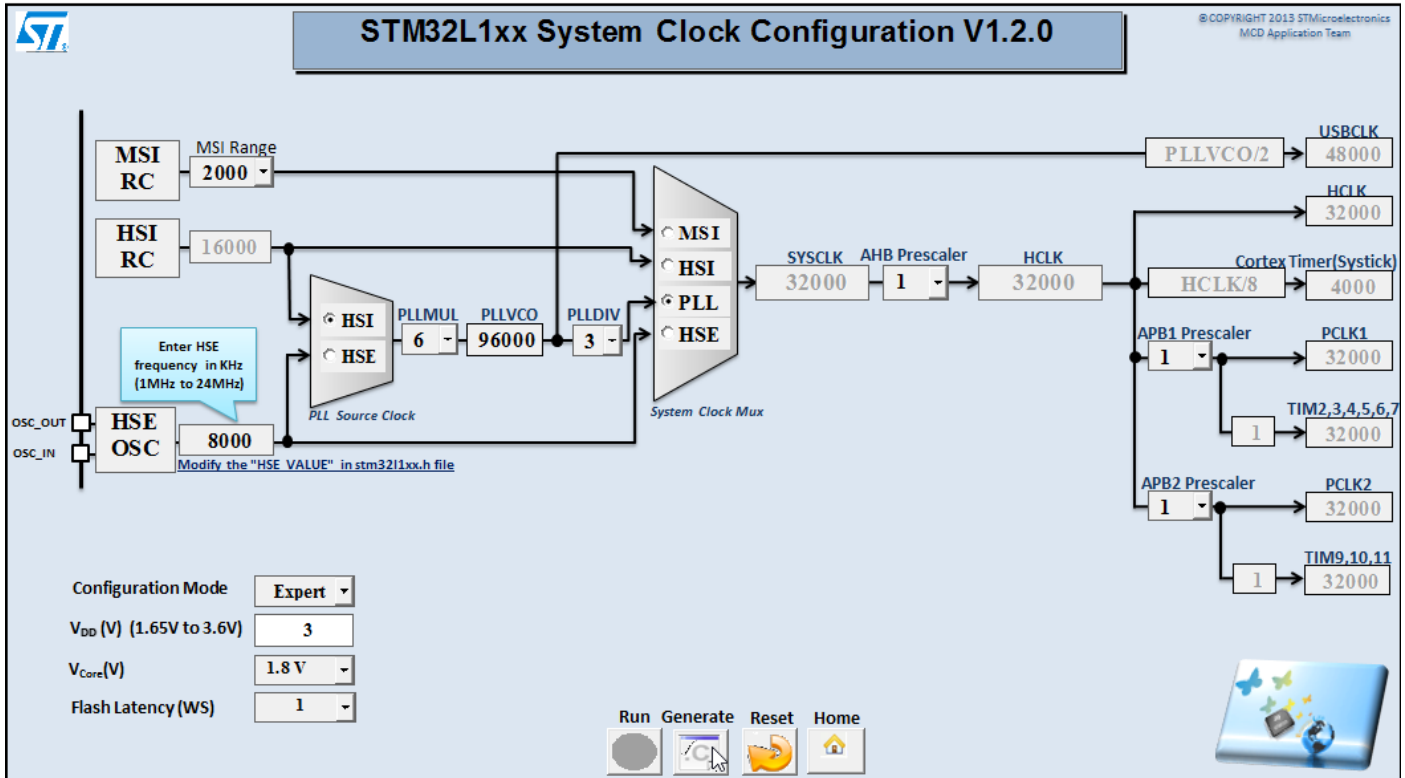 ST
STM32L1xx System Clock Configuration V1.2.0
©COPYRIGHT 2013 STMicroelectronics
MCD Application Team
MSI
RC
MSI Range
2000
HSI
RC
16000
Enter HSE
frequency in KHz
(1MHz to 24MHz)
OSC_OUT
OSC_IN
HSE
OSC
8000
Modify the "HSE_VALUE" in stm32l1xx.h file
HSI
HSE
PLL Source Clock
PLLMUL
6
PLLVCO
96000
PLLDIV
3
MSI
HSI
PLL
HSE
System Clock Mux
SYSCLK
32000
AHB Prescaler
1
HCLK
32000
PLLVCO/2
USBCLK
48000
HCLK
32000
HCLK/8
Cortex Timer(Systick)
4000
APB1 Prescaler
1
PCLK1
32000
TIM2,3,4,5,6,7
1
32000
APB2 Prescaler
1
PCLK2
32000
TIM9,10,11
1
32000
Configuration Mode
Expert
VDD (V) (1.65V to 3.6V)
3
VCore(V)
1.8 V
Flash Latency (WS)
1
Run Generate Reset Home
.C